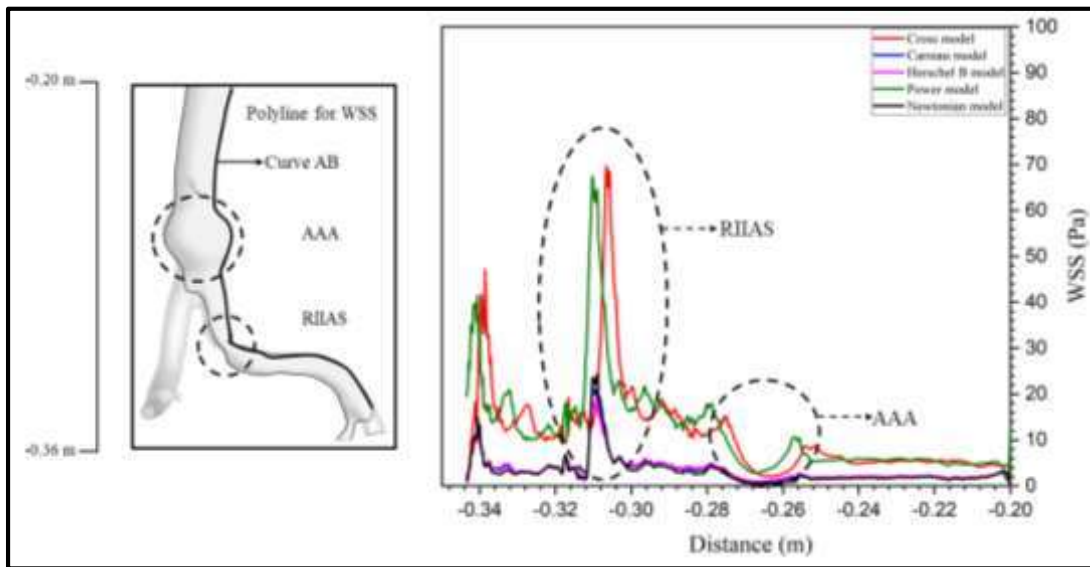 -0.20 m
-0.36 m
Polyline for WSS
Curve AB
AAA
RIIAS
Cross model
Carreau model
Herschel B model
Power model
Newtonian model
RIIAS
AAA
100
90
80
70
60
50
40
30
20
10
0
WSS (Pa)
-0.34 -0.32 -0.30 -0.28 -0.26 -0.24 -0.22 -0.20
Distance (m)